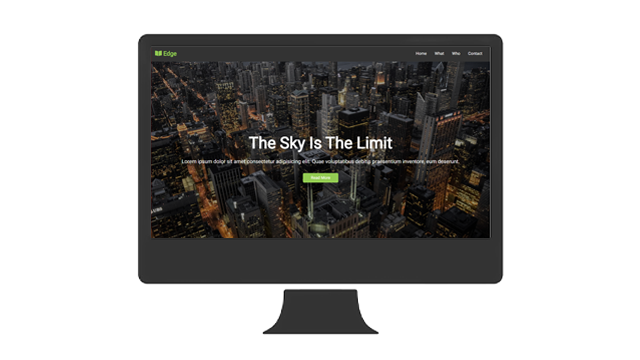 Edge
Home What Who Contact
The Sky Is The Limit
Lorem ipsum dolor sit amet consectetur adipisicing elit. Quae voluptatibus debitis praesentium inventore, eum deserunt.
Read More